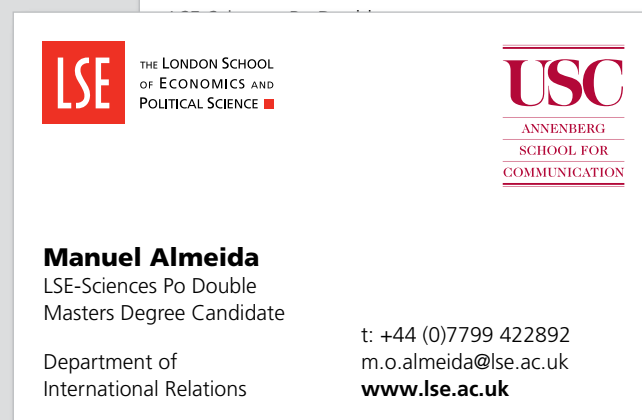 LSE
THE LONDON SCHOOL
OF ECONOMICS AND
POLITICAL SCIENCE
USC
ANNENBERG
SCHOOL FOR
COMMUNICATION
Manuel Almeida
LSE-Sciences Po Double
Masters Degree Candidate
Department of
International Relations
t: +44 (0)7799 422892
m.o.almeida@lse.ac.uk
www.lse.ac.uk